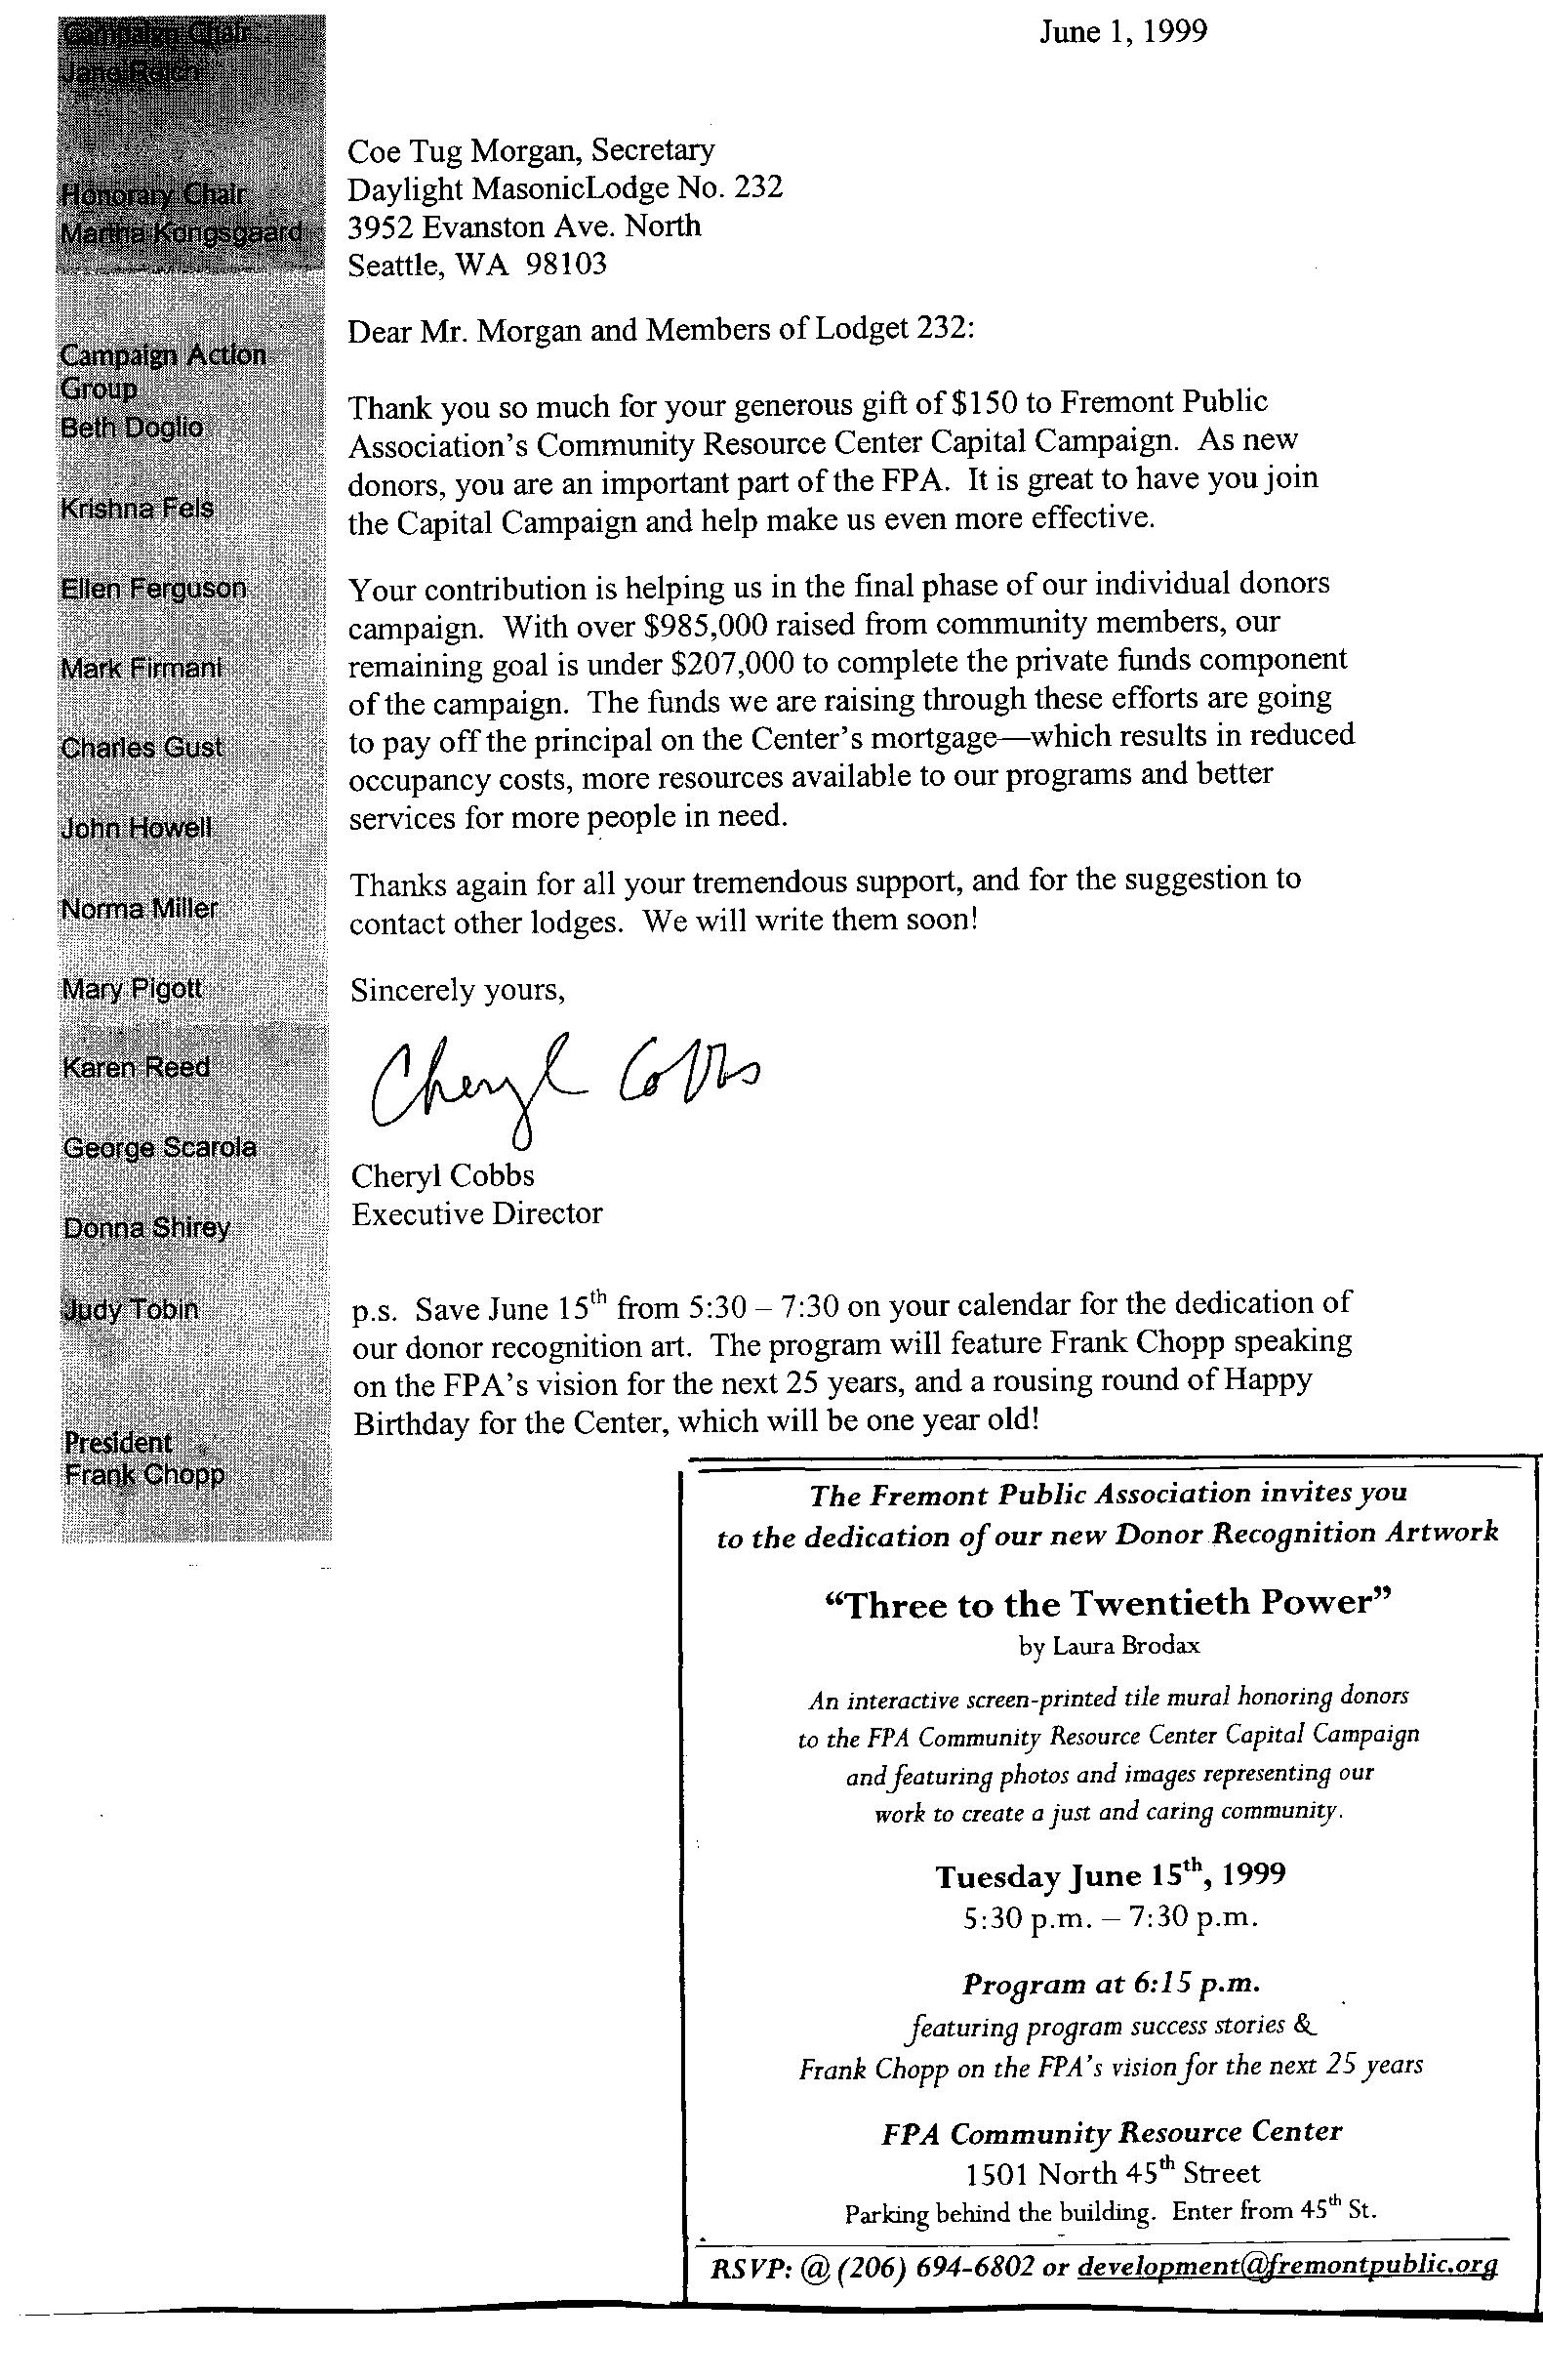 June 1, 1999
Campaign Chair
Jane Reich
Honorary Chair
Martha Kongsgaard
Campaign Action
Group
Beth Doglio
Krishna Fels
Ellen Ferguson
Mark Firmani
Charles Gust
John Howell
Norma Miller
Mary Pigott
Karen Reed
George Scarola
Donna Shirey
Judy Tobin
President
Frank Chopp
Coe Tug Morgan, Secretary
Daylight MasonicLodge No. 232
3952 Evanston Ave. North
Seattle, WA  98103
Dear Mr. Morgan and Members of Lodget 232:
Thank you so much for your generous gift of $150 to Fremont Public
Association's Community Resource Center Capital Campaign.  As new
donors, you are an important part of the FPA.  It is great to have you join
the Capital Campaign and help make us even more effective.
Your contribution is helping us in the final phase of our individual donors
campaign.  With over $985,000 raised from community members, our
remaining goal is under $207,000 to complete the private funds component
of the campaign.  The funds we are raising through these efforts are going
to pay off the principal on the Center's mortgage—which results in reduced
occupancy costs, more resources available to our programs and better
services for more people in need.
Thanks again for all your tremendous support, and for the suggestion to
contact other lodges.  We will write them soon!
Sincerely yours,
Cheryl Cobbs
Cheryl Cobbs
Executive Director
p.s.  Save June 15th from 5:30 – 7:30 on your calendar for the dedication of
our donor recognition art.  The program will feature Frank Chopp speaking
on the FPA's vision for the next 25 years, and a rousing round of Happy
Birthday for the Center, which will be one year old!
The Fremont Public Association invites you
to the dedication of our new Donor Recognition Artwork
“Three to the Twentieth Power”
by Laura Brodax
An interactive screen-printed tile mural honoring donors
to the FPA Community Resource Center Capital Campaign
and featuring photos and images representing our
work to create a just and caring community.
Tuesday June 15th, 1999
5:30 p.m. – 7:30 p.m.
Program at 6:15 p.m.
featuring program success stories &
Frank Chopp on the FPA's vision for the next 25 years
FPA Community Resource Center
1501 North 45th Street
Parking behind the building.  Enter from 45th St.
RSVP: @ (206) 694-6802 or development@fremontpublic.org